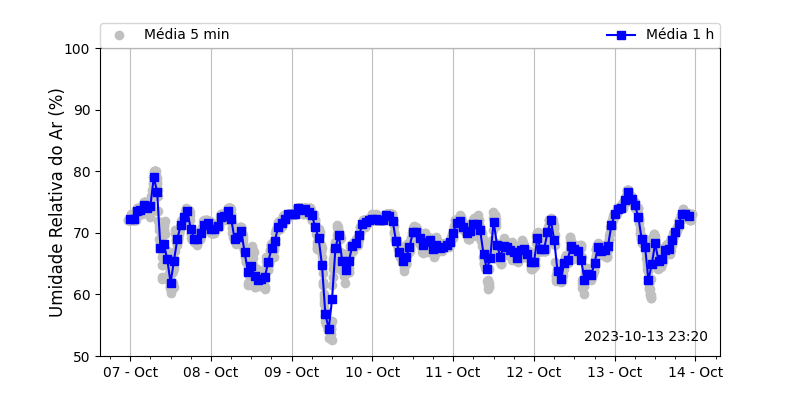 Média 5 min
Média 1 h
Umidade Relativa do Ar (%)
100
90
80
70
60
50
2023-10-13 23:20
07 - Oct
08 - Oct
09 - Oct
10 - Oct
11 - Oct
12 - Oct
13 - Oct
14 - Oct